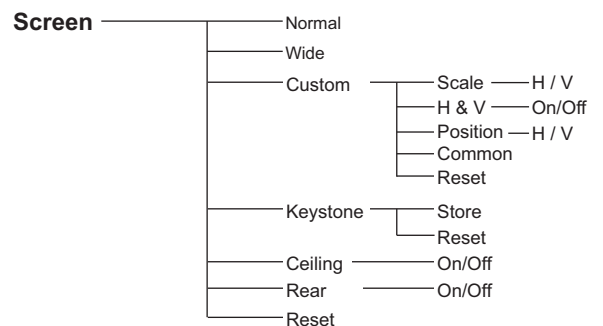 Screen Normal
Wide
Custom Scale H / V
H & V On/Off
Position H / V
Common
Reset
Keystone Store
Reset
Ceiling On/Off
Rear On/Off
Reset